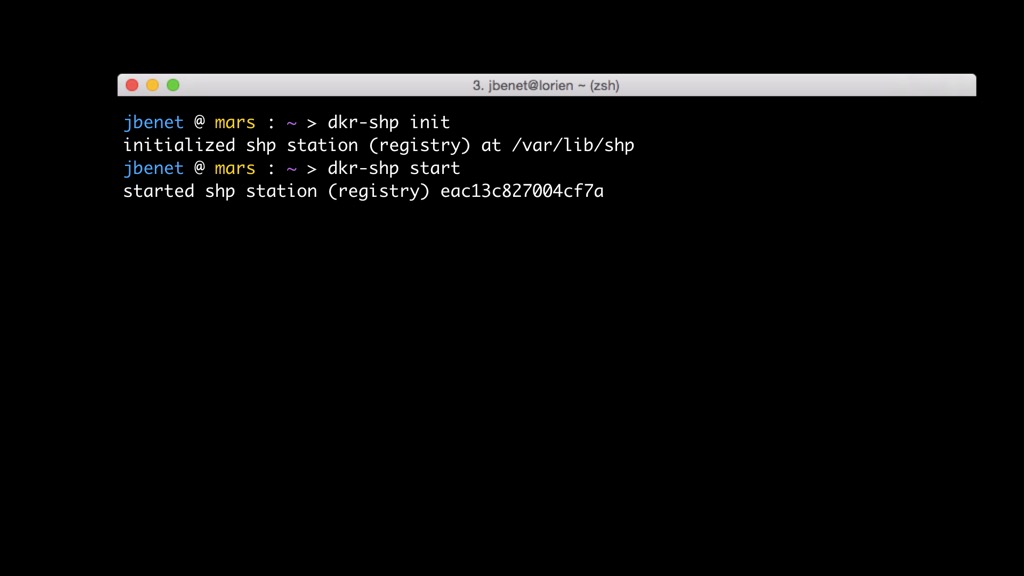 3. jbenet@lorien ~ (zsh)
jbenet @ mars : ~ > dkr-shp init
initialized shp station (registry) at /var/lib/shp
jbenet @ mars : ~ > dkr-shp start
started shp station (registry) eac13c827004cf7a